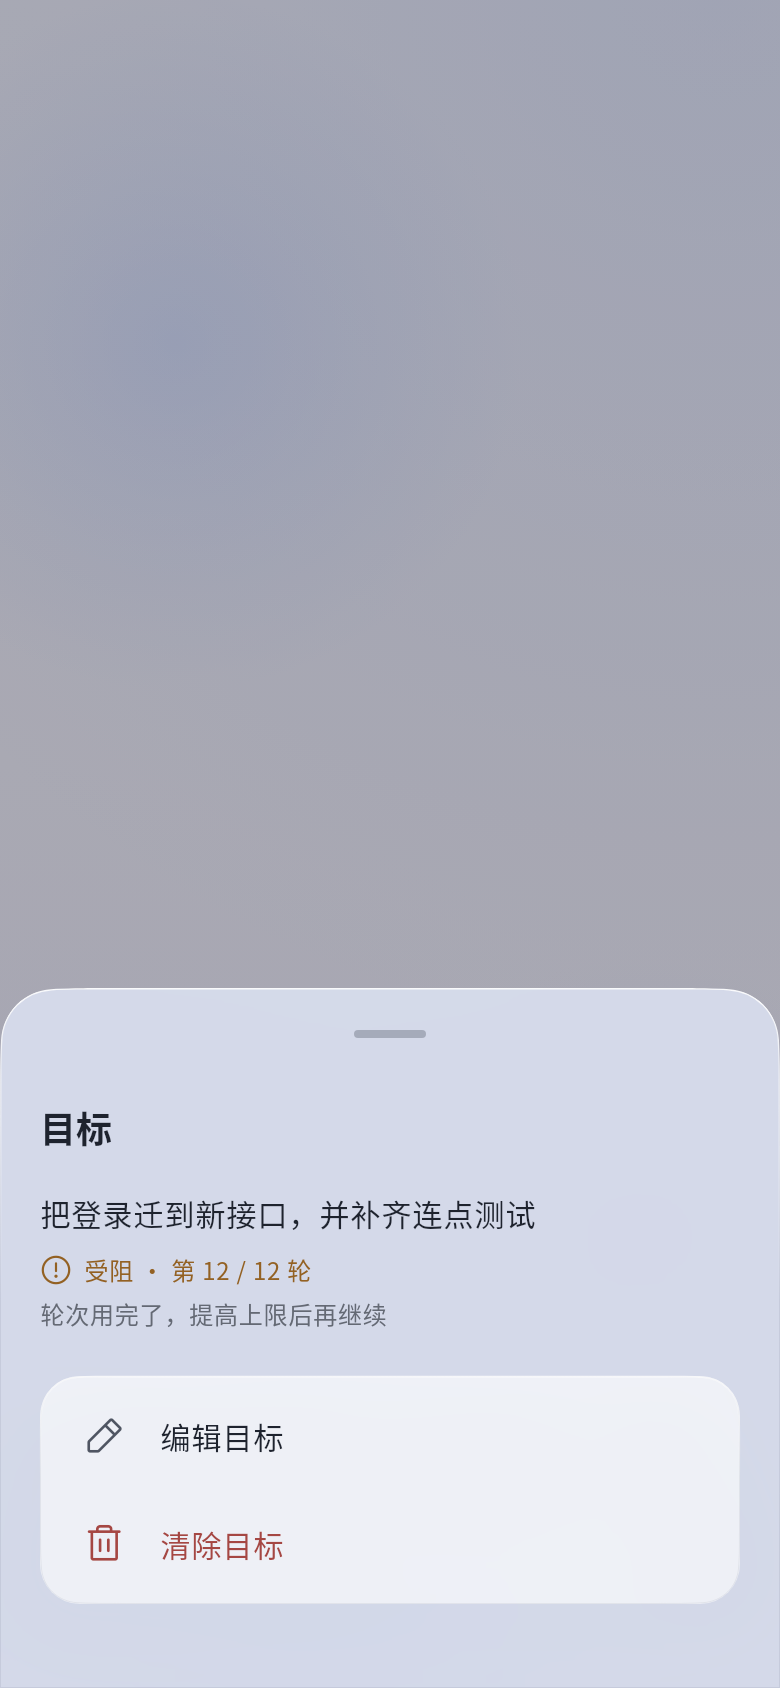 目标
把登录迁到新接口，并补齐连点测试
受阻 · 第 12 / 12 轮
轮次用完了，提高上限后再继续
编辑目标
清除目标